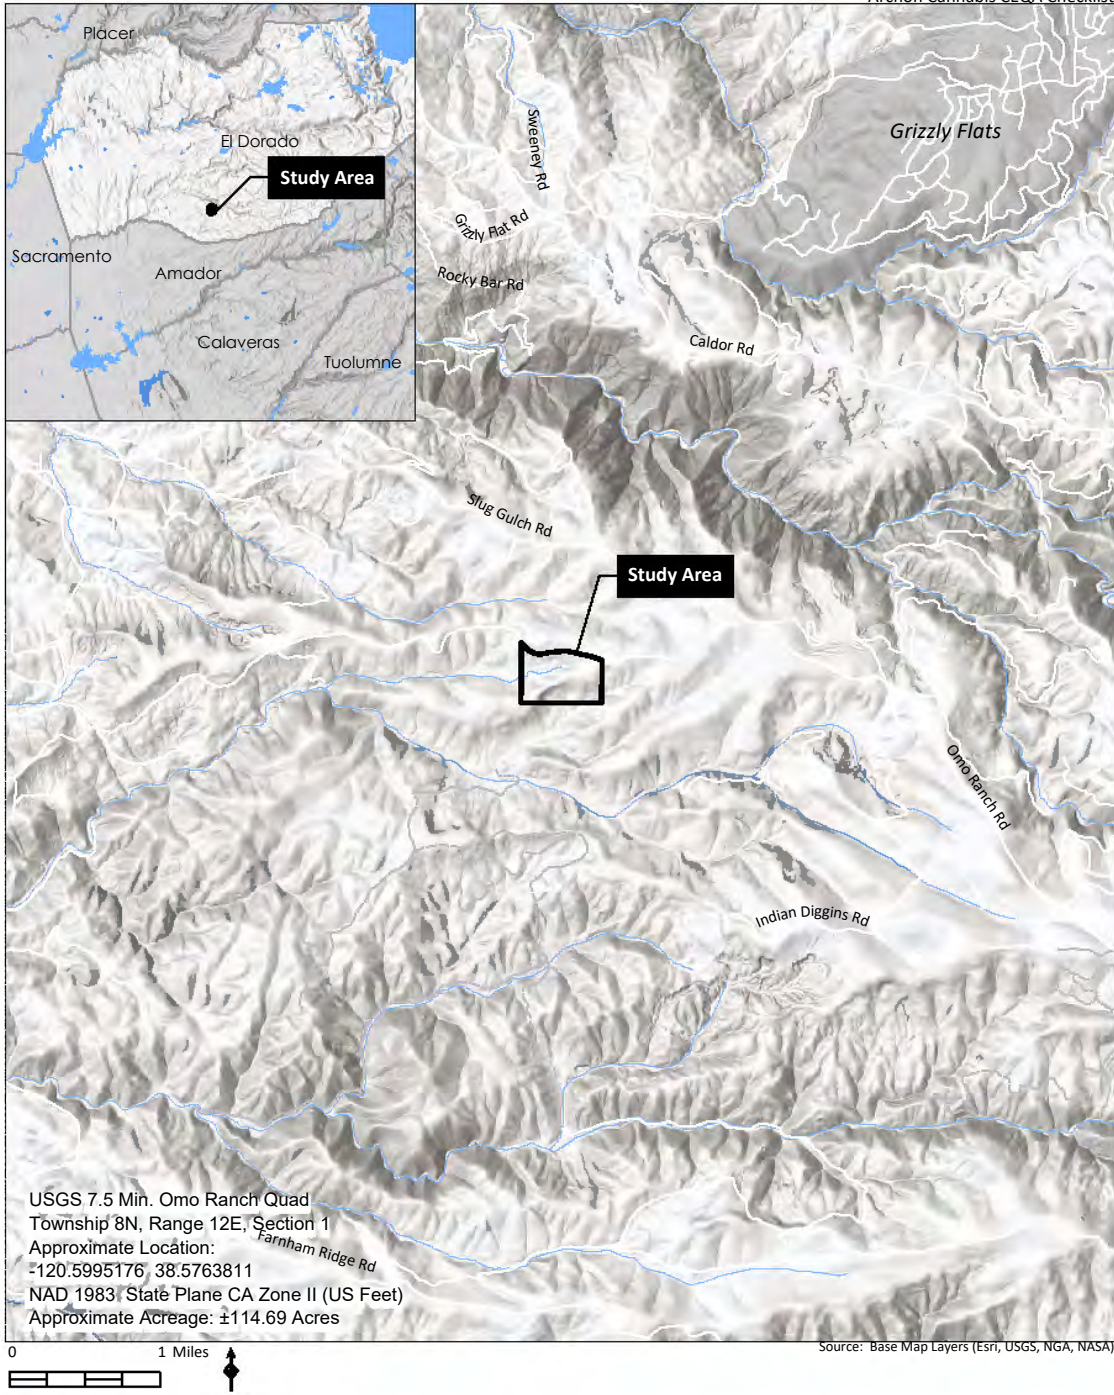 Archon Cannabis CEQA Checklist
Placer
El Dorado
Study Area
Sacramento
Amador
Calaveras
Tuolumne
Sweeney Rd
Grizzly Flats
Grizzly Flat Rd
Rocky Bar Rd
Caldor Rd
Slug Gulch Rd
Study Area
Omo Ranch Rd
Indian Diggins Rd
USGS 7.5 Min. Omo Ranch Quad
Township 8N, Range 12E, Section 1
Approximate Location:
-120.5995176, 38.5763811
NAD 1983, State Plane CA Zone II (US Feet)
Approximate Acreage: ±114.69 Acres
Farnham Ridge Rd
0 1 Miles
Source: Base Map Layers (Esri, USGS, NGA, NASA)